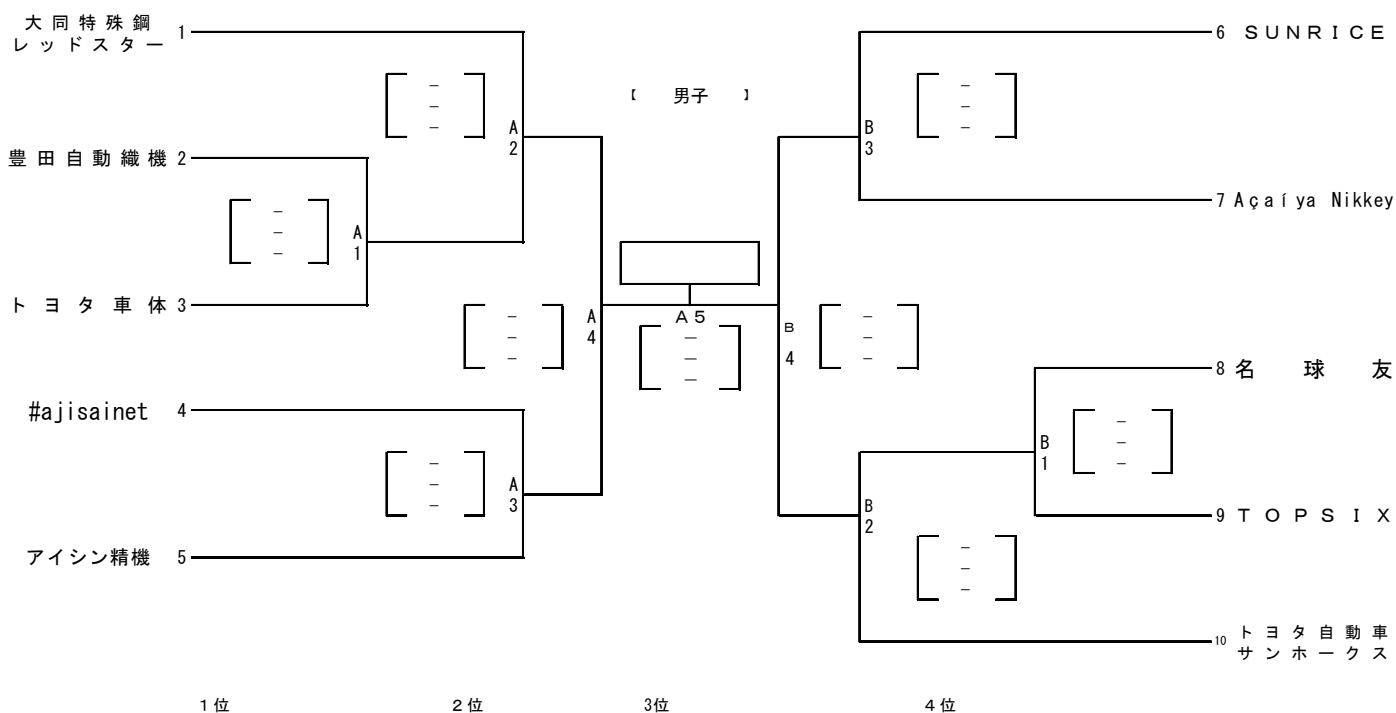 【 男子 】
大同特殊鋼
レッドスター 1
豊田自動織機 2
トヨタ車体 3
#ajisainet 4
アイシン精機 5
6 SUNRICE
7 Açaíya Nikkey
8 名球友
9 TOPSIX
10 トヨタ自動車
サンホークス
A
2
[ －
－
－ ]
A
1
[ －
－
－ ]
A
4
[ －
－
－ ]
A
3
[ －
－
－ ]
A5
[ －
－
－ ]
B
3
[ －
－
－ ]
B
4
[ －
－
－ ]
B
1
[ －
－
－ ]
B
2
[ －
－
－ ]
1位 2位 3位 4位